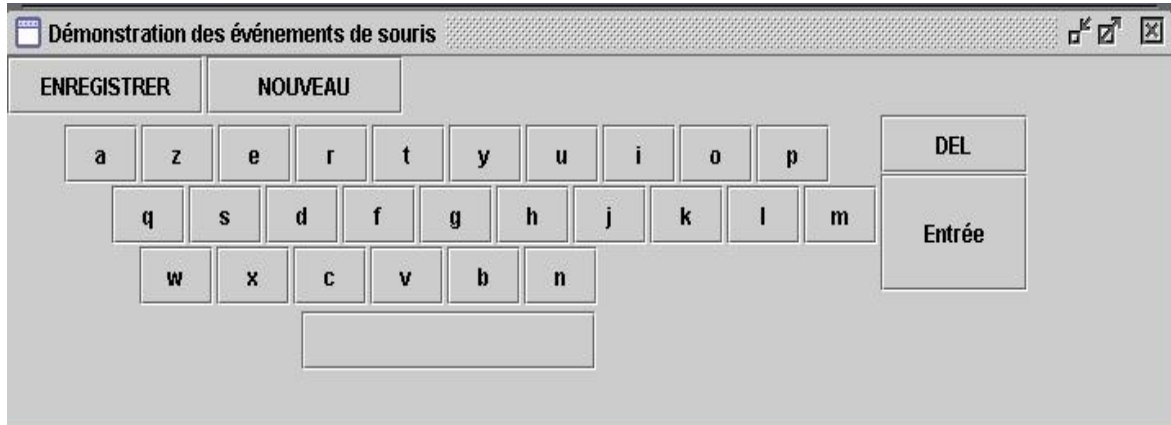 Démonstration des événements de souris
ENREGISTRER NOUVEAU
a z e r t y u i o p DEL
q s d f g h j k l m Entrée
w x c v b n